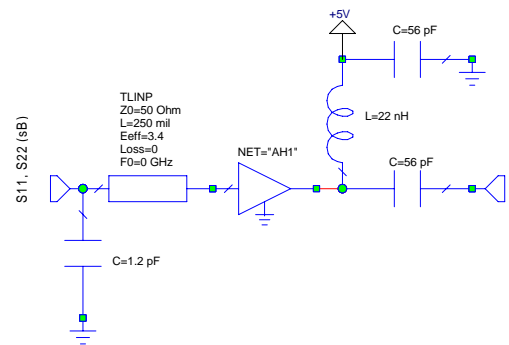 +5V
C=56 pF
TLINP
Z0=50 Ohm
L=250 mil
Eeff=3.4
Loss=0
F0=0 GHz
L=22 nH
S11, S22 (sB)
NET="AH1"
C=56 pF
C=1.2 pF